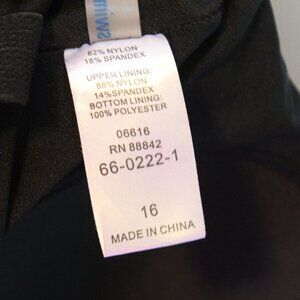 swim
82% NYLON
18% SPANDEX
UPPER LINING:
86% NYLON
14%SPANDEX
BOTTOM LINING:
100% POLYESTER
06616
RN 88842
66-0222-1
16
MADE IN CHINA